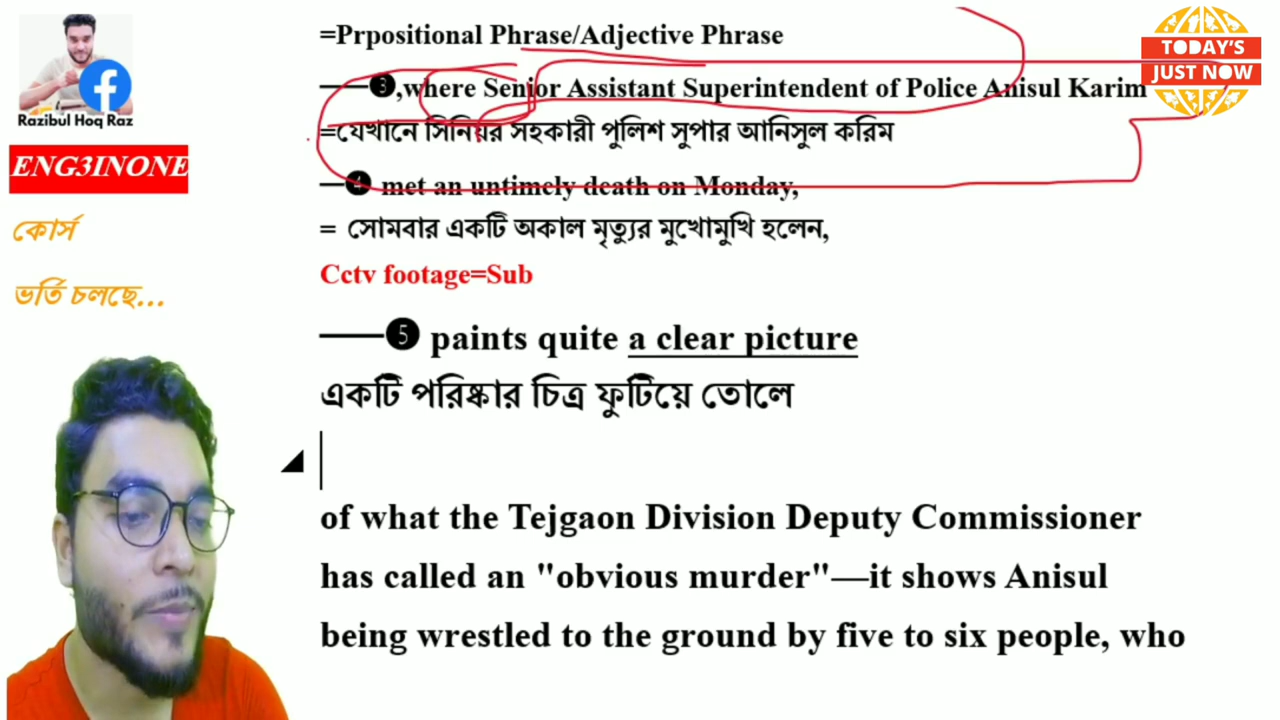 =Prpositional Phrase/Adjective Phrase
TODAY'S
JUST NOW
——❸,where Senior Assistant Superintendent of Police Anisul Karim
Razibul Hoq Raz
=যেখানে সিনিয়র সহকারী পুলিশ সুপার আনিসুল করিম
ENG3INONE
—❹ met an untimely death on Monday,
কোর্স
= সোমবার একটি অকাল মৃত্যুর মুখোমুখি হলেন,
Cctv footage=Sub
ভর্তি চলছে...
——❺ paints quite a clear picture
একটি পরিষ্কার চিত্র ফুটিয়ে তোলে
of what the Tejgaon Division Deputy Commissioner
has called an "obvious murder"—it shows Anisul
being wrestled to the ground by five to six people, who